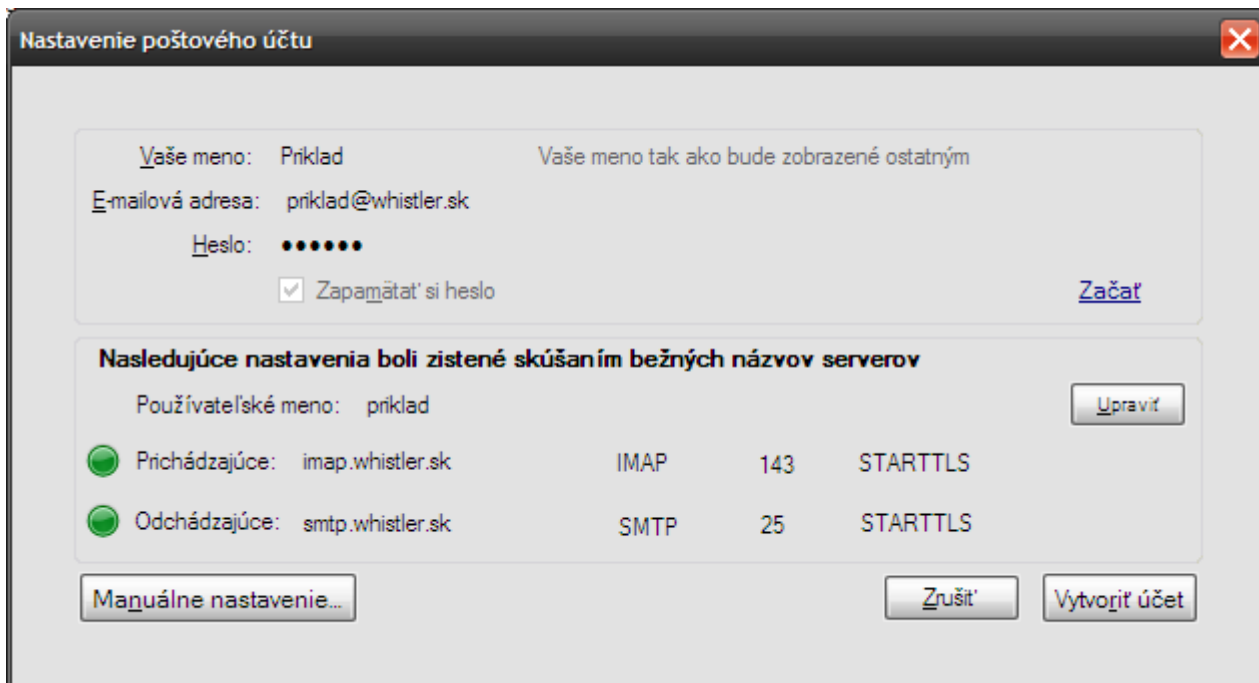 Nastavenie poštového účtu
Vaše meno: Priklad Vaše meno tak ako bude zobrazené ostatným
E-mailová adresa: priklad@whistler.sk
Heslo: ••••••
Zapamätať si heslo Začať
Nasledujúce nastavenia boli zistené skúšaním bežných názvov serverov
Používateľské meno: priklad Upraviť
Prichádzajúce: imap.whistler.sk IMAP 143 STARTTLS
Odchádzajúce: smtp.whistler.sk SMTP 25 STARTTLS
Manuálne nastavenie... Zrušiť Vytvoriť účet